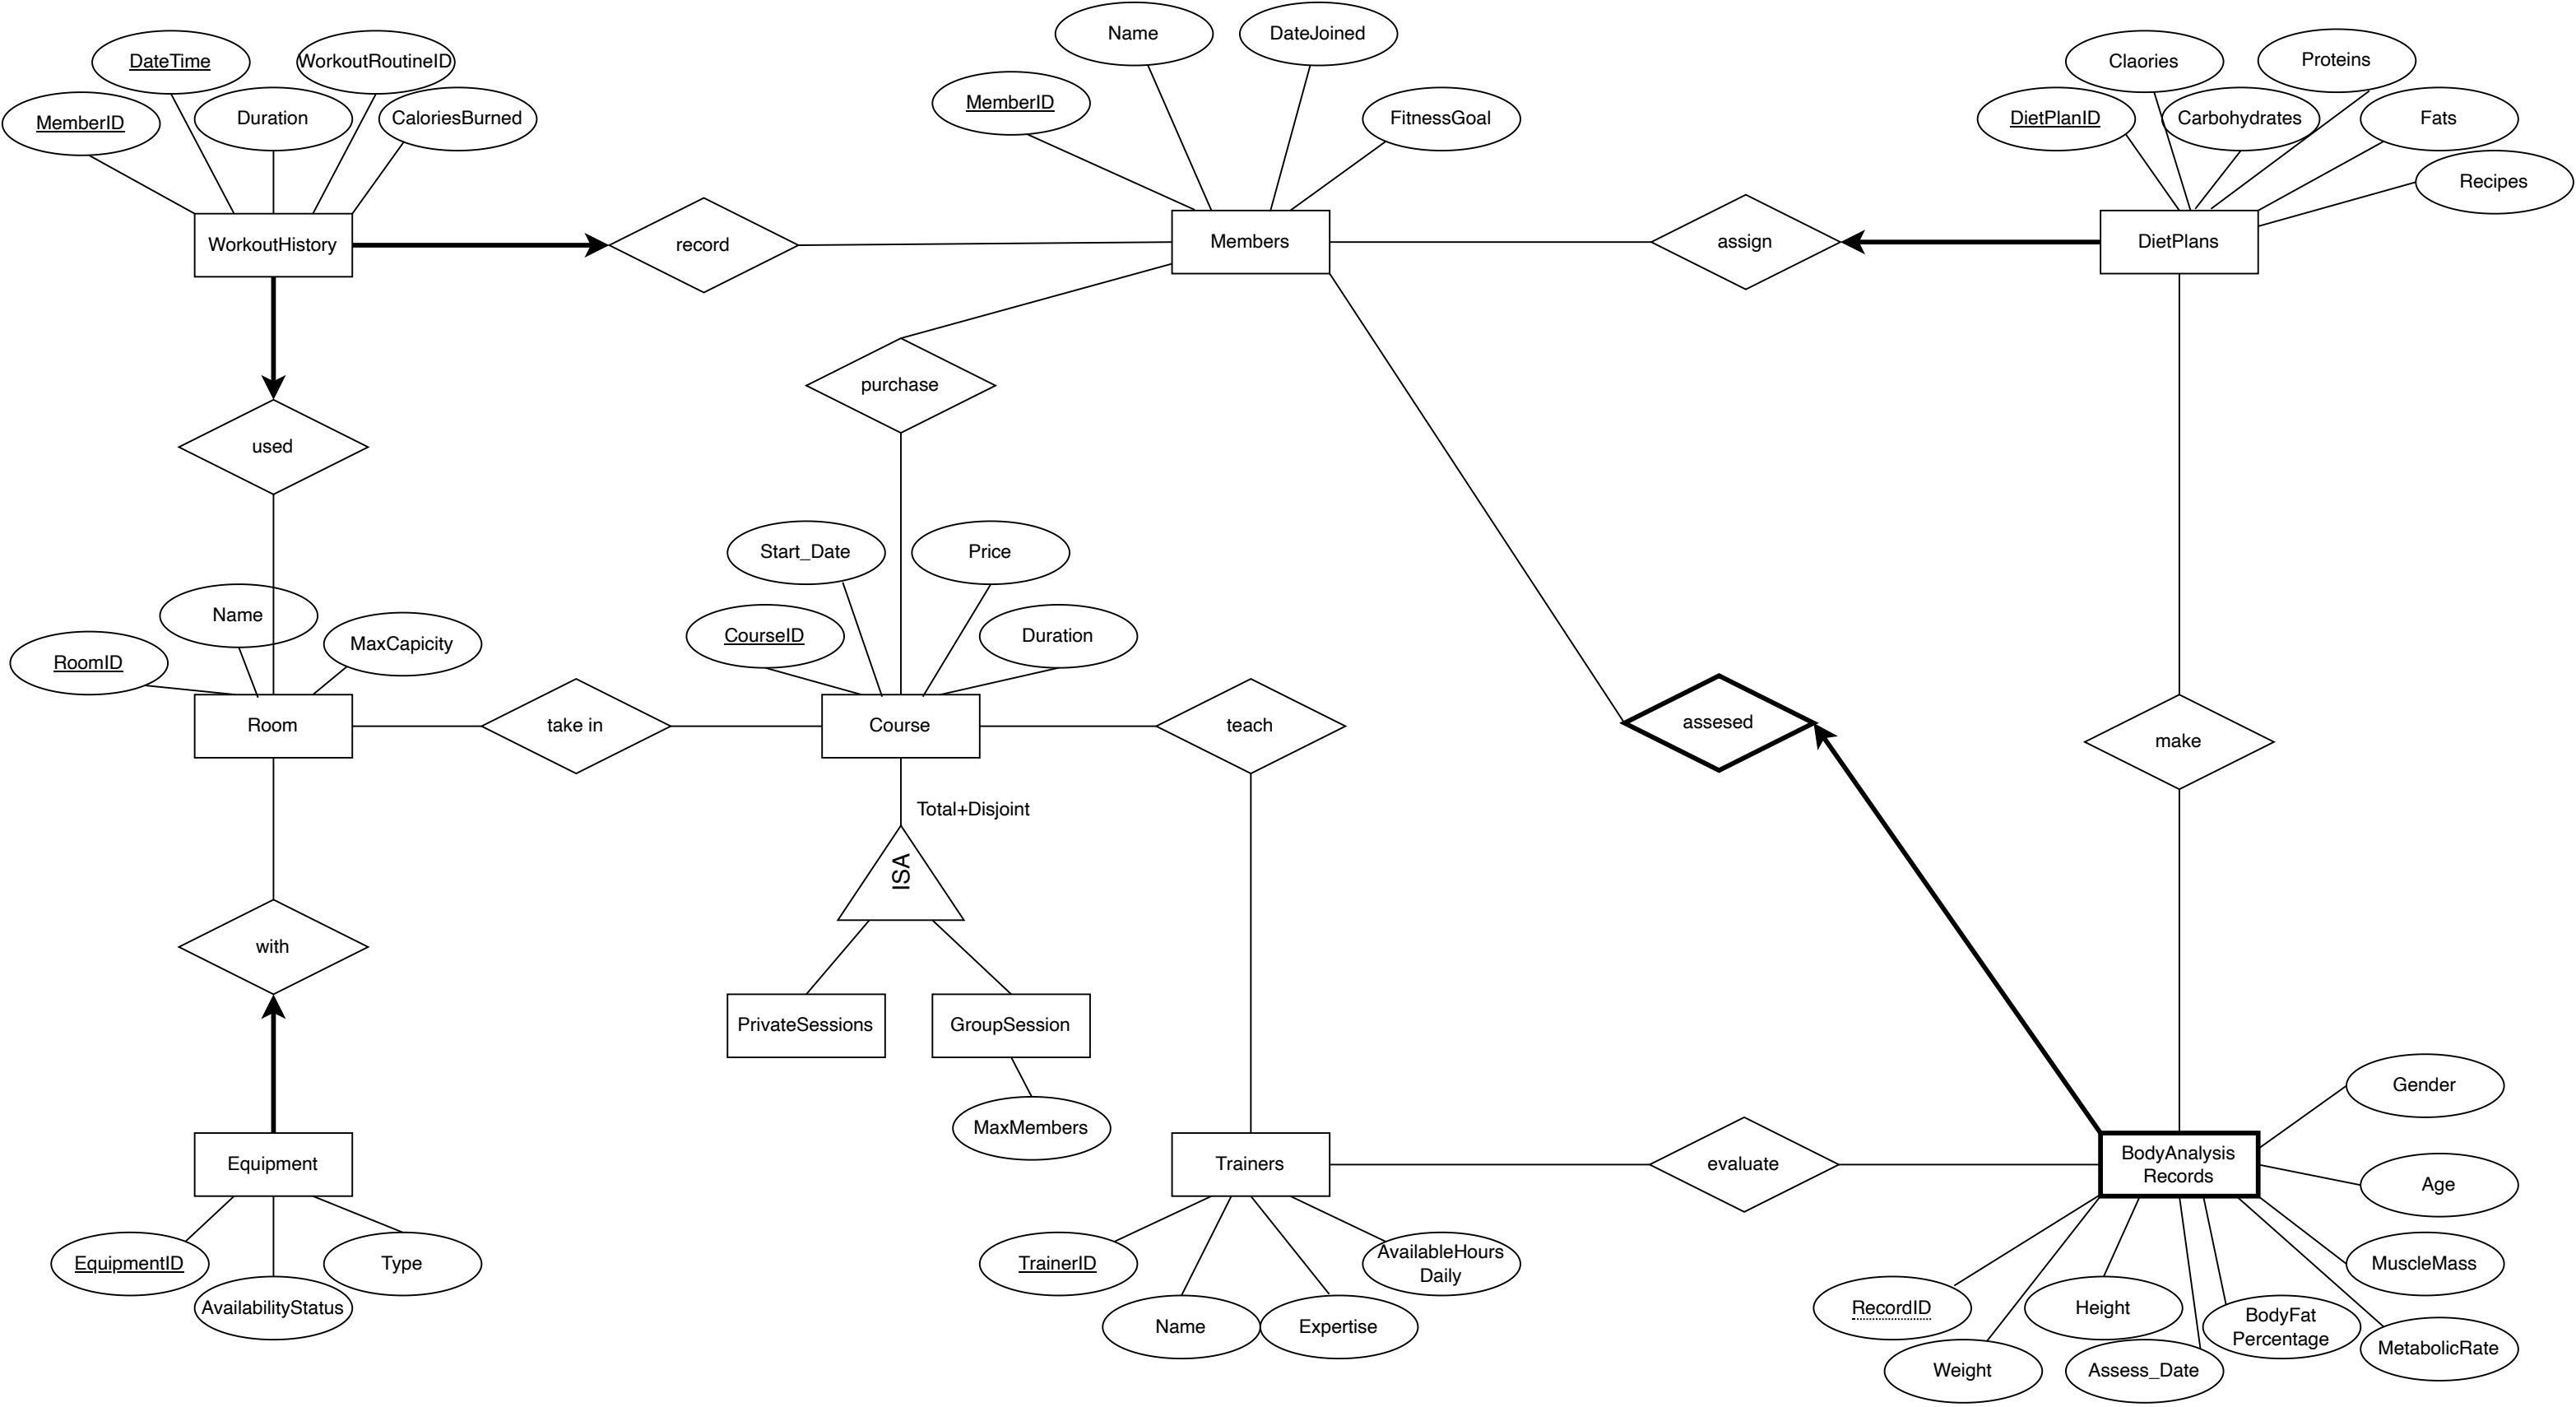 Name
DateJoined
DateTime
WorkoutRoutineID
Claories
Proteins
MemberID
Duration
CaloriesBurned
MemberID
FitnessGoal
DietPlanID
Carbohydrates
Fats
Recipes
WorkoutHistory
record
Members
assign
DietPlans
purchase
used
Start_Date
Price
Name
MaxCapicity
RoomID
CourseID
Duration
Room
take in
Course
teach
assesed
make
Total+Disjoint
ISA
with
PrivateSessions
GroupSession
MaxMembers
Gender
Equipment
Trainers
evaluate
BodyAnalysis
Records
Age
EquipmentID
AvailabilityStatus
Type
TrainerID
Name
Expertise
AvailableHours
Daily
RecordID
Weight
Height
Assess_Date
BodyFat
Percentage
MuscleMass
MetabolicRate